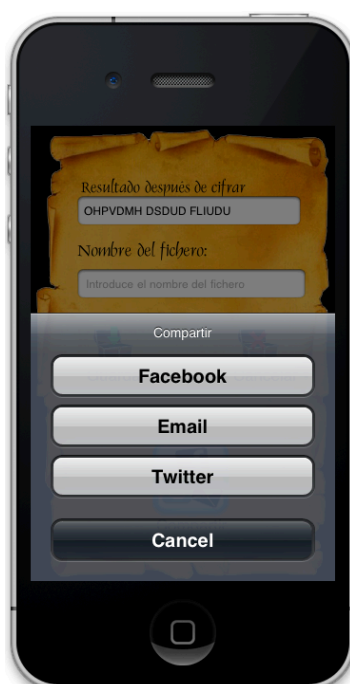 Resultado después de cifrar
OHPVDMH DSDUD FLIUDU
Nombre del fichero:
Introduce el nombre del fichero
Compartir
Facebook
Email
Twitter
Cancel